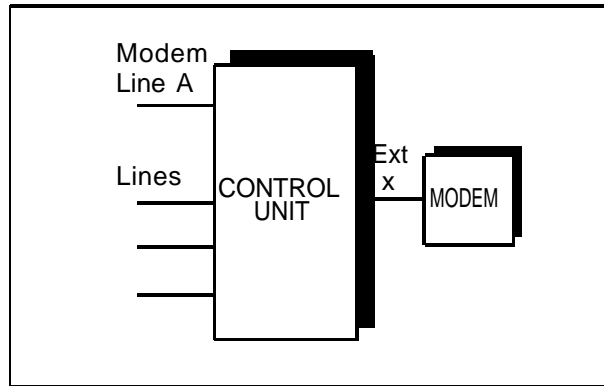 Modem
Line A
Lines
CONTROL
UNIT
Ext
x
MODEM